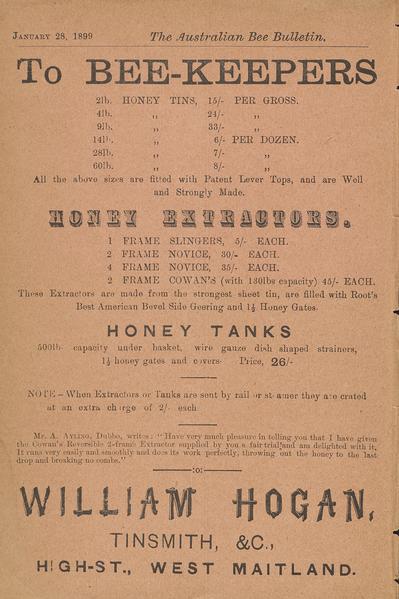 January 28, 1899 The Australian Bee Bulletin.
To BEE-KEEPERS
2lb. HONEY TINS, 15/- PER GROSS.
4lb. ,, 24/- ,,
9lb. ,, 33/- ,,
14lb. ,, 6/- PER DOZEN.
28lb. ,, 7/- ,,
60lb. ,, 8/- ,,
All the above sizes are fitted with Patent Lever Tops, and are Well
and Strongly Made.
HONEY EXTRACTORS.
1 FRAME SLINGERS, 5/- EACH.
2 FRAME NOVICE, 30/- EACH.
4 FRAME NOVICE, 35/- EACH.
2 FRAME COWAN'S (with 130lbs capacity) 45/- EACH.
These Extractors are made from the strongest sheet tin, are filled with Root's
Best American Bevel Side Geering and 1½ Honey Gates.
HONEY TANKS
500lb- capacity under basket, wire gauze dish shaped strainers,
1½ honey gates and covers. Price, 26/-
NOTE – When Extractors or Tanks are sent by rail or steamer they are crated
at an extra charge of 2/- each
Mr. A. Ayling, Dubbo, writes: "Have very much pleasure in telling you that I have given
the Cowan's Reversible 2-frame Extractor supplied by you a fair trial and am delighted with it.
It runs very easily and smoothly and does its work perfectly, throwing out the honey to the last
drop and breaking no combs."
:o:
WILLIAM HOGAN,
TINSMITH, &C.,
HIGH-ST., WEST MAITLAND.